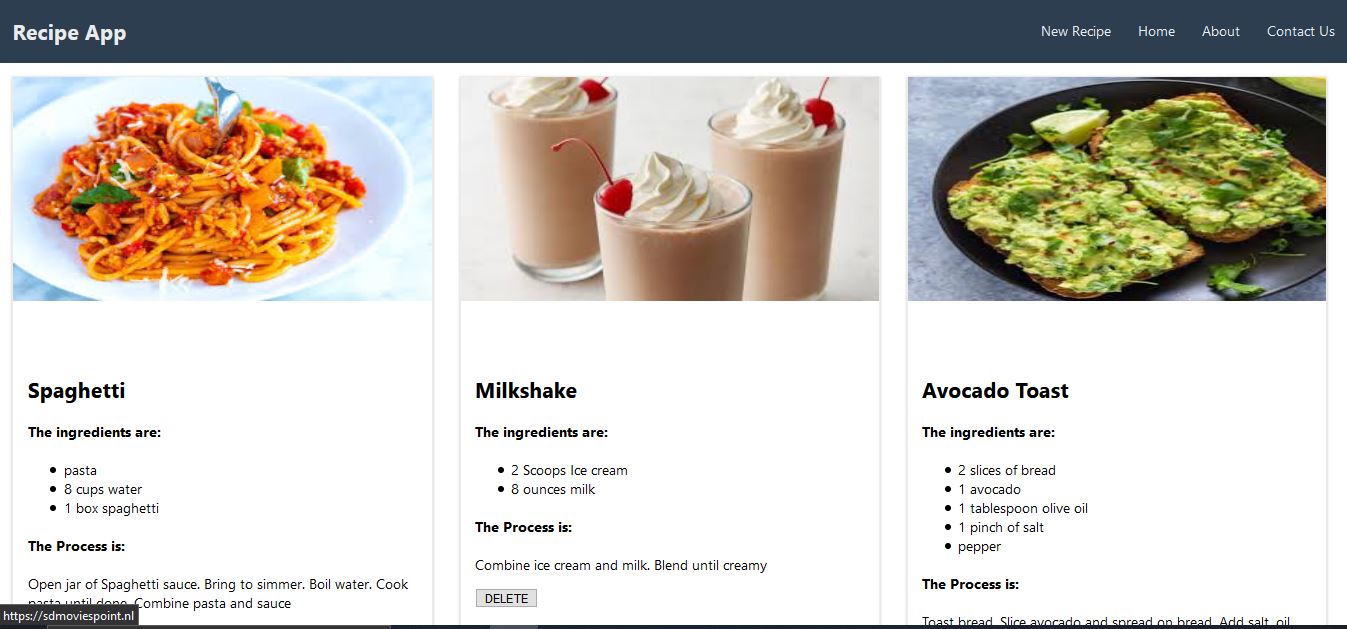 Recipe App
New Recipe Home About Contact Us
Spaghetti
The ingredients are:
pasta
8 cups water
1 box spaghetti
The Process is:
Open jar of Spaghetti sauce. Bring to simmer. Boil water. Cook
pasta until done. Combine pasta and sauce
Milkshake
The ingredients are:
2 Scoops Ice cream
8 ounces milk
The Process is:
Combine ice cream and milk. Blend until creamy
DELETE
Avocado Toast
The ingredients are:
2 slices of bread
1 avocado
1 tablespoon olive oil
1 pinch of salt
pepper
The Process is:
Toast bread. Slice avocado and spread on bread. Add salt, oil
https://sdmoviespoint.nl